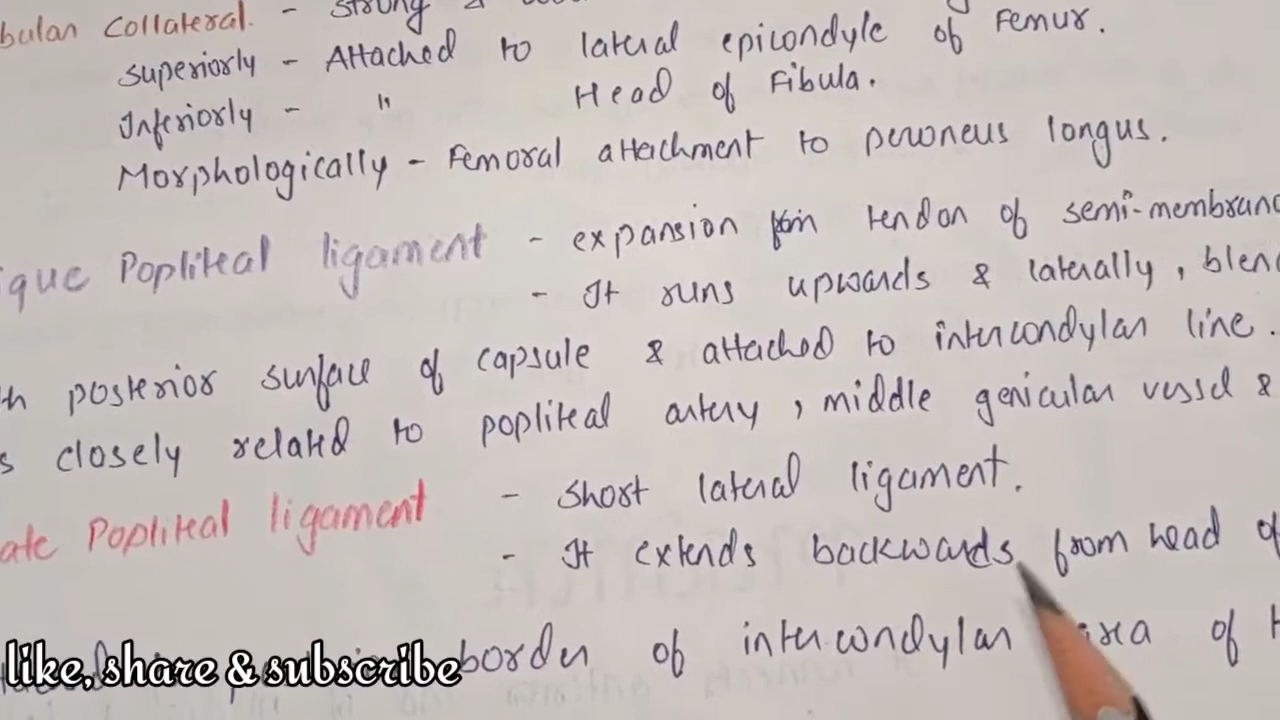 bular Collateral. - Strong &
Superiorly - Attached to lateral epicondyle of Femur.
Inferiorly - " Head of Fibula.
Morphologically - Femoral attachment to peroneus longus.
ique Popliteal ligament - expansion from tendon of semi-membrano
- It runs upwards & laterally, blen
posterior surface of capsule & attached to intercondylar line.
s closely related to popliteal artery, middle genicular vessel &
ate Popliteal ligament - Short lateral ligament.
- It extends backwards from head of
border of intercondylar area of
like, share & subscribe